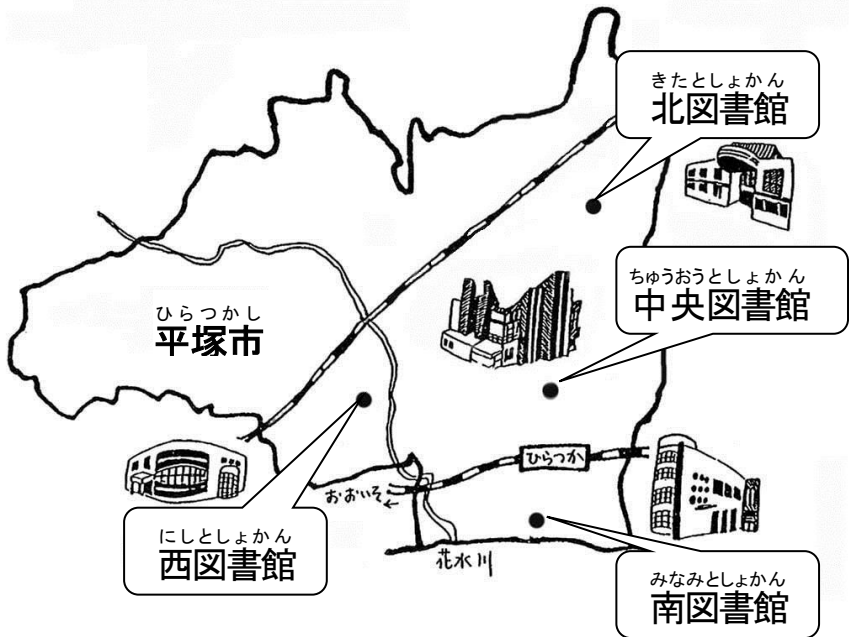 きたとしょかん
北図書館
ちゅうおうとしょかん
中央図書館
ひらつかし
平塚市
ひらつか
おおいそ
←
にしとしょかん
西図書館
花水川
みなみとしょかん
南図書館